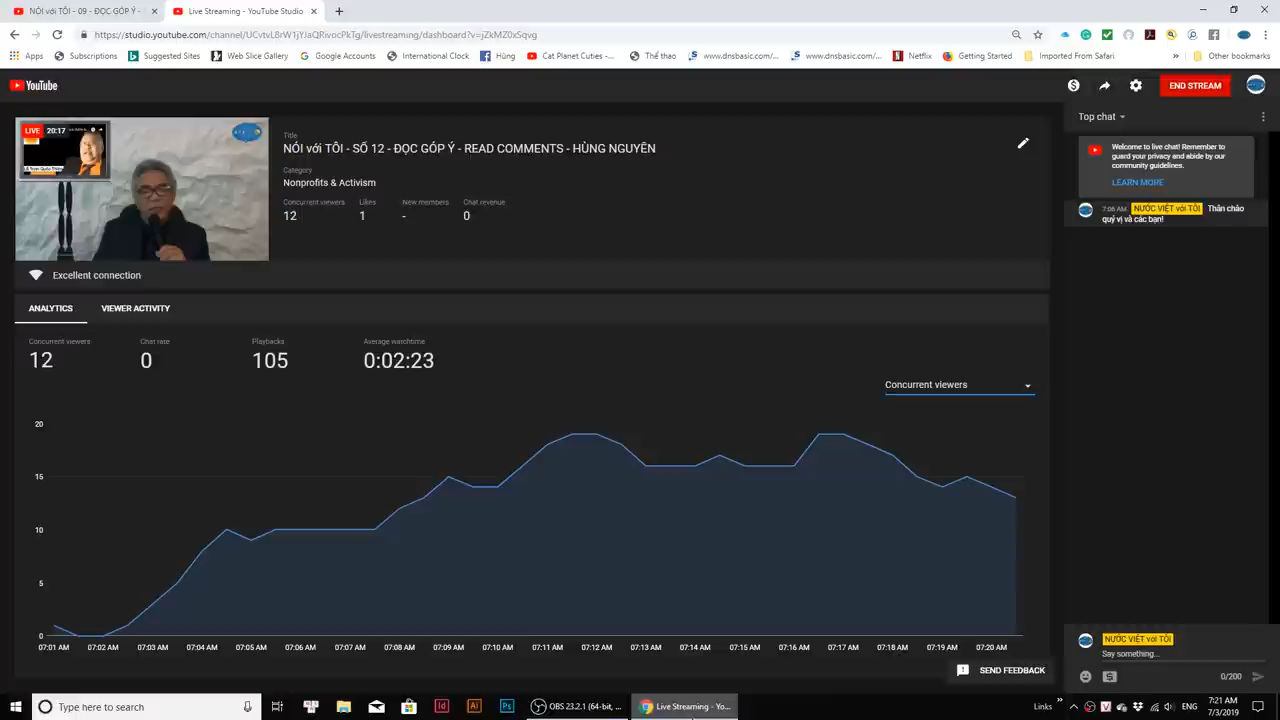 NÓI với TÔI - 09 - ĐỌC GÓP Ý -
Live Streaming - YouTube Studio
https://studio.youtube.com/channel/UCvtvL8rW1jYJaQRivocPkTg/livestreaming/dashboard?v=jZkMZ0xSqvg
Apps
Subscriptions
Suggested Sites
Web Slice Gallery
Google Accounts
International Clock
Hùng
Cat Planet Cuties -...
Thể thao
www.dnsbasic.com/...
www.dnsbasic.com/...
Netflix
Getting Started
Imported From Safari
Other bookmarks
YouTube
END STREAM
LIVE 20:17
Title
NÓI với TÔI - SỐ 12 - ĐỌC GÓP Ý - READ COMMENTS - HÙNG NGUYÊN
Category
Nonprofits & Activism
Concurrent viewers Likes New members Chat revenue
12 1 - 0
Excellent connection
ANALYTICS VIEWER ACTIVITY
Concurrent viewers Chat rate Playbacks Average watchtime
12 0 105 0:02:23
Concurrent viewers
20
15
10
5
0
07:01 AM 07:02 AM 07:03 AM 07:04 AM 07:05 AM 07:06 AM 07:07 AM 07:08 AM 07:09 AM 07:10 AM 07:11 AM 07:12 AM 07:13 AM 07:14 AM 07:15 AM 07:16 AM 07:17 AM 07:18 AM 07:19 AM 07:20 AM
SEND FEEDBACK
Top chat
Welcome to live chat! Remember to
guard your privacy and abide by our
community guidelines.
LEARN MORE
7:06 AM NƯỚC VIỆT với TÔI Thân chào
quý vị và các bạn!
NƯỚC VIỆT với TÔI
Say something...
0/200
Type here to search
OBS 23.2.1 (64-bit, ...
Live Streaming - Yo...
Links
ENG
7:21 AM
7/3/2019